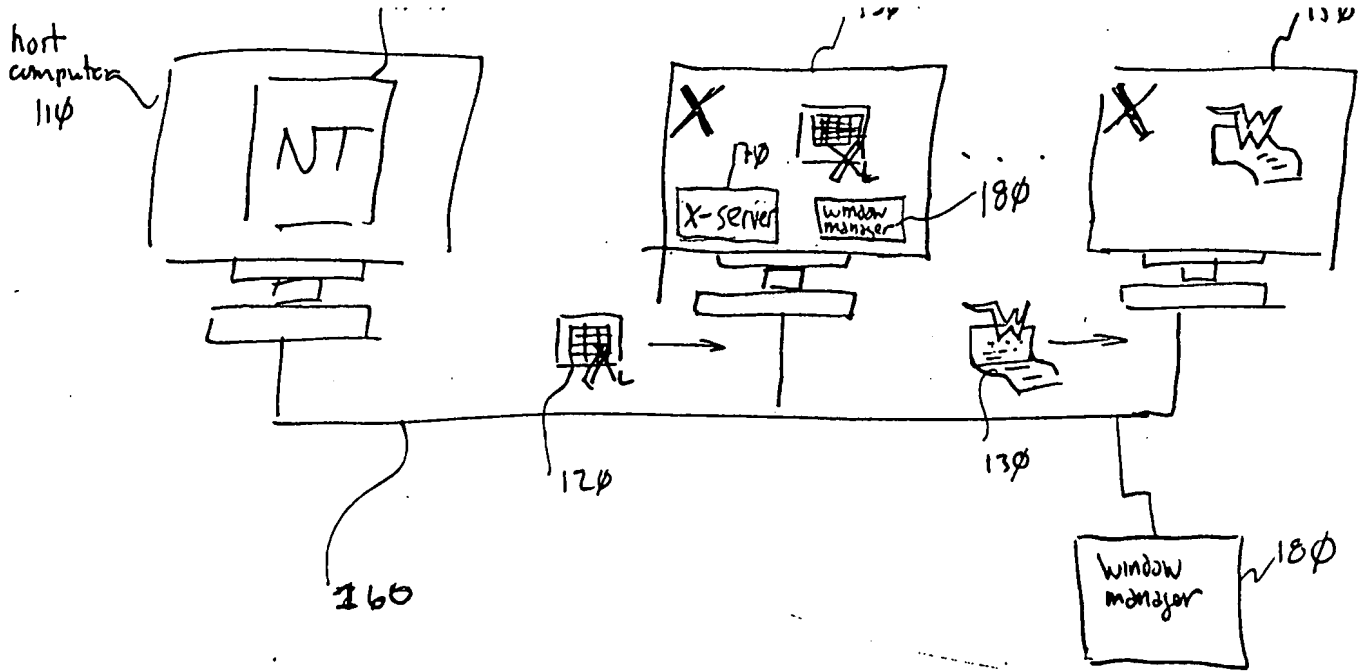 host
computer
110
NT
X
X-server
window
manager
180
X
W
X
L
120
W
130
160
window
manager
180